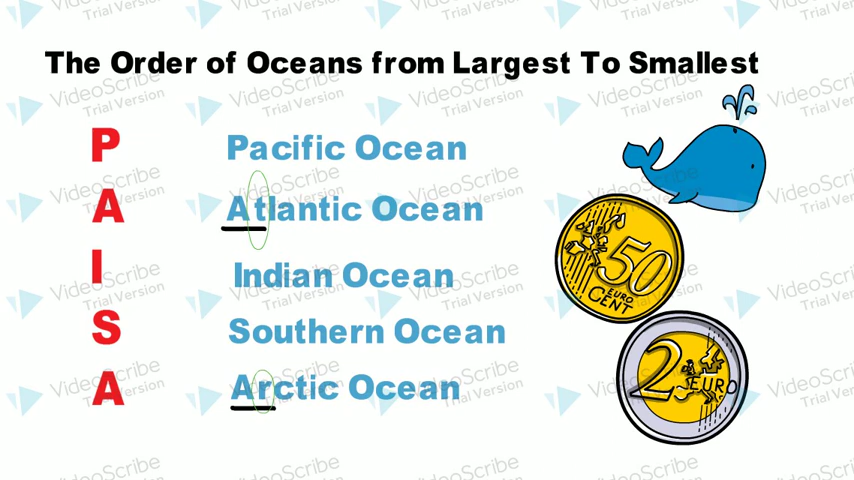 The Order of Oceans from Largest To Smallest
P Pacific Ocean
A Atlantic Ocean
I Indian Ocean
S Southern Ocean
A Arctic Ocean
50
EURO
CENT
2 EURO
VideoScribe
Trial Version